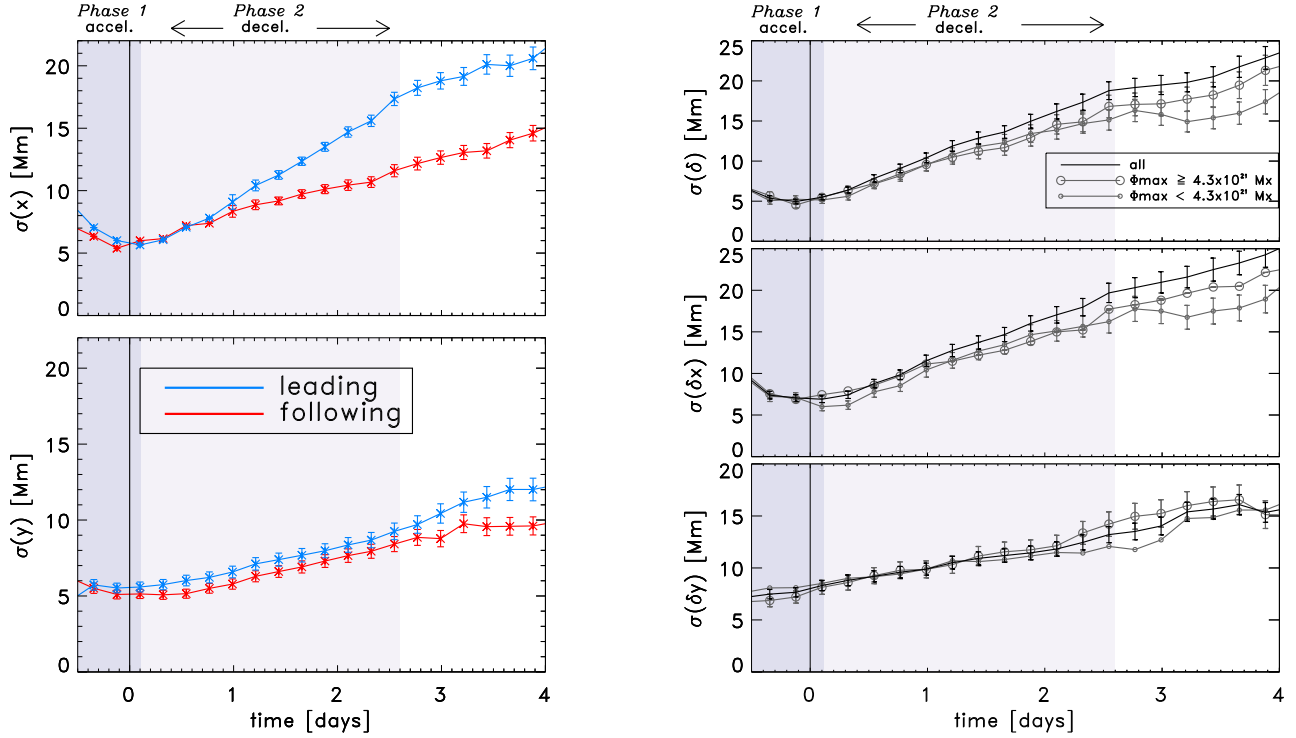 Phase 1
accel.
Phase 2
decel.
σ(x) [Mm]
20
15
10
5
0
σ(y) [Mm]
20
15
10
5
0
leading
following
0 1 2 3 4
time [days]
Phase 1
accel.
Phase 2
decel.
σ(δ) [Mm]
25
20
15
10
5
0
all
Φmax ≧ 4.3x10²¹ Mx
Φmax < 4.3x10²¹ Mx
σ(δx) [Mm]
20
15
10
5
0
σ(δy) [Mm]
20
15
10
5
0
0 1 2 3 4
time [days]